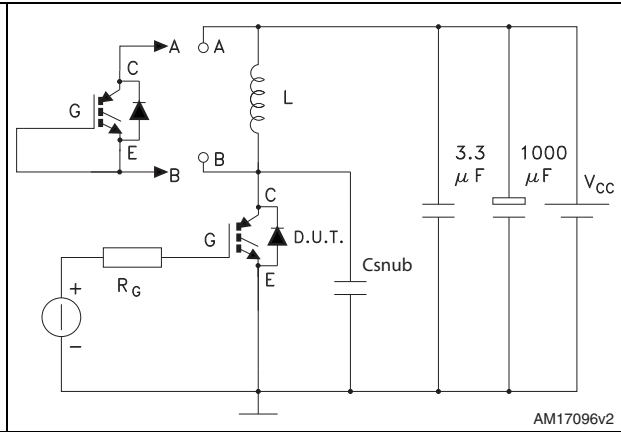 A
A
C
G
E
B
B
L
3.3
μF
1000
μF
VCC
C
G
D.U.T.
E
Csnub
RG
+
−
AM17096v2